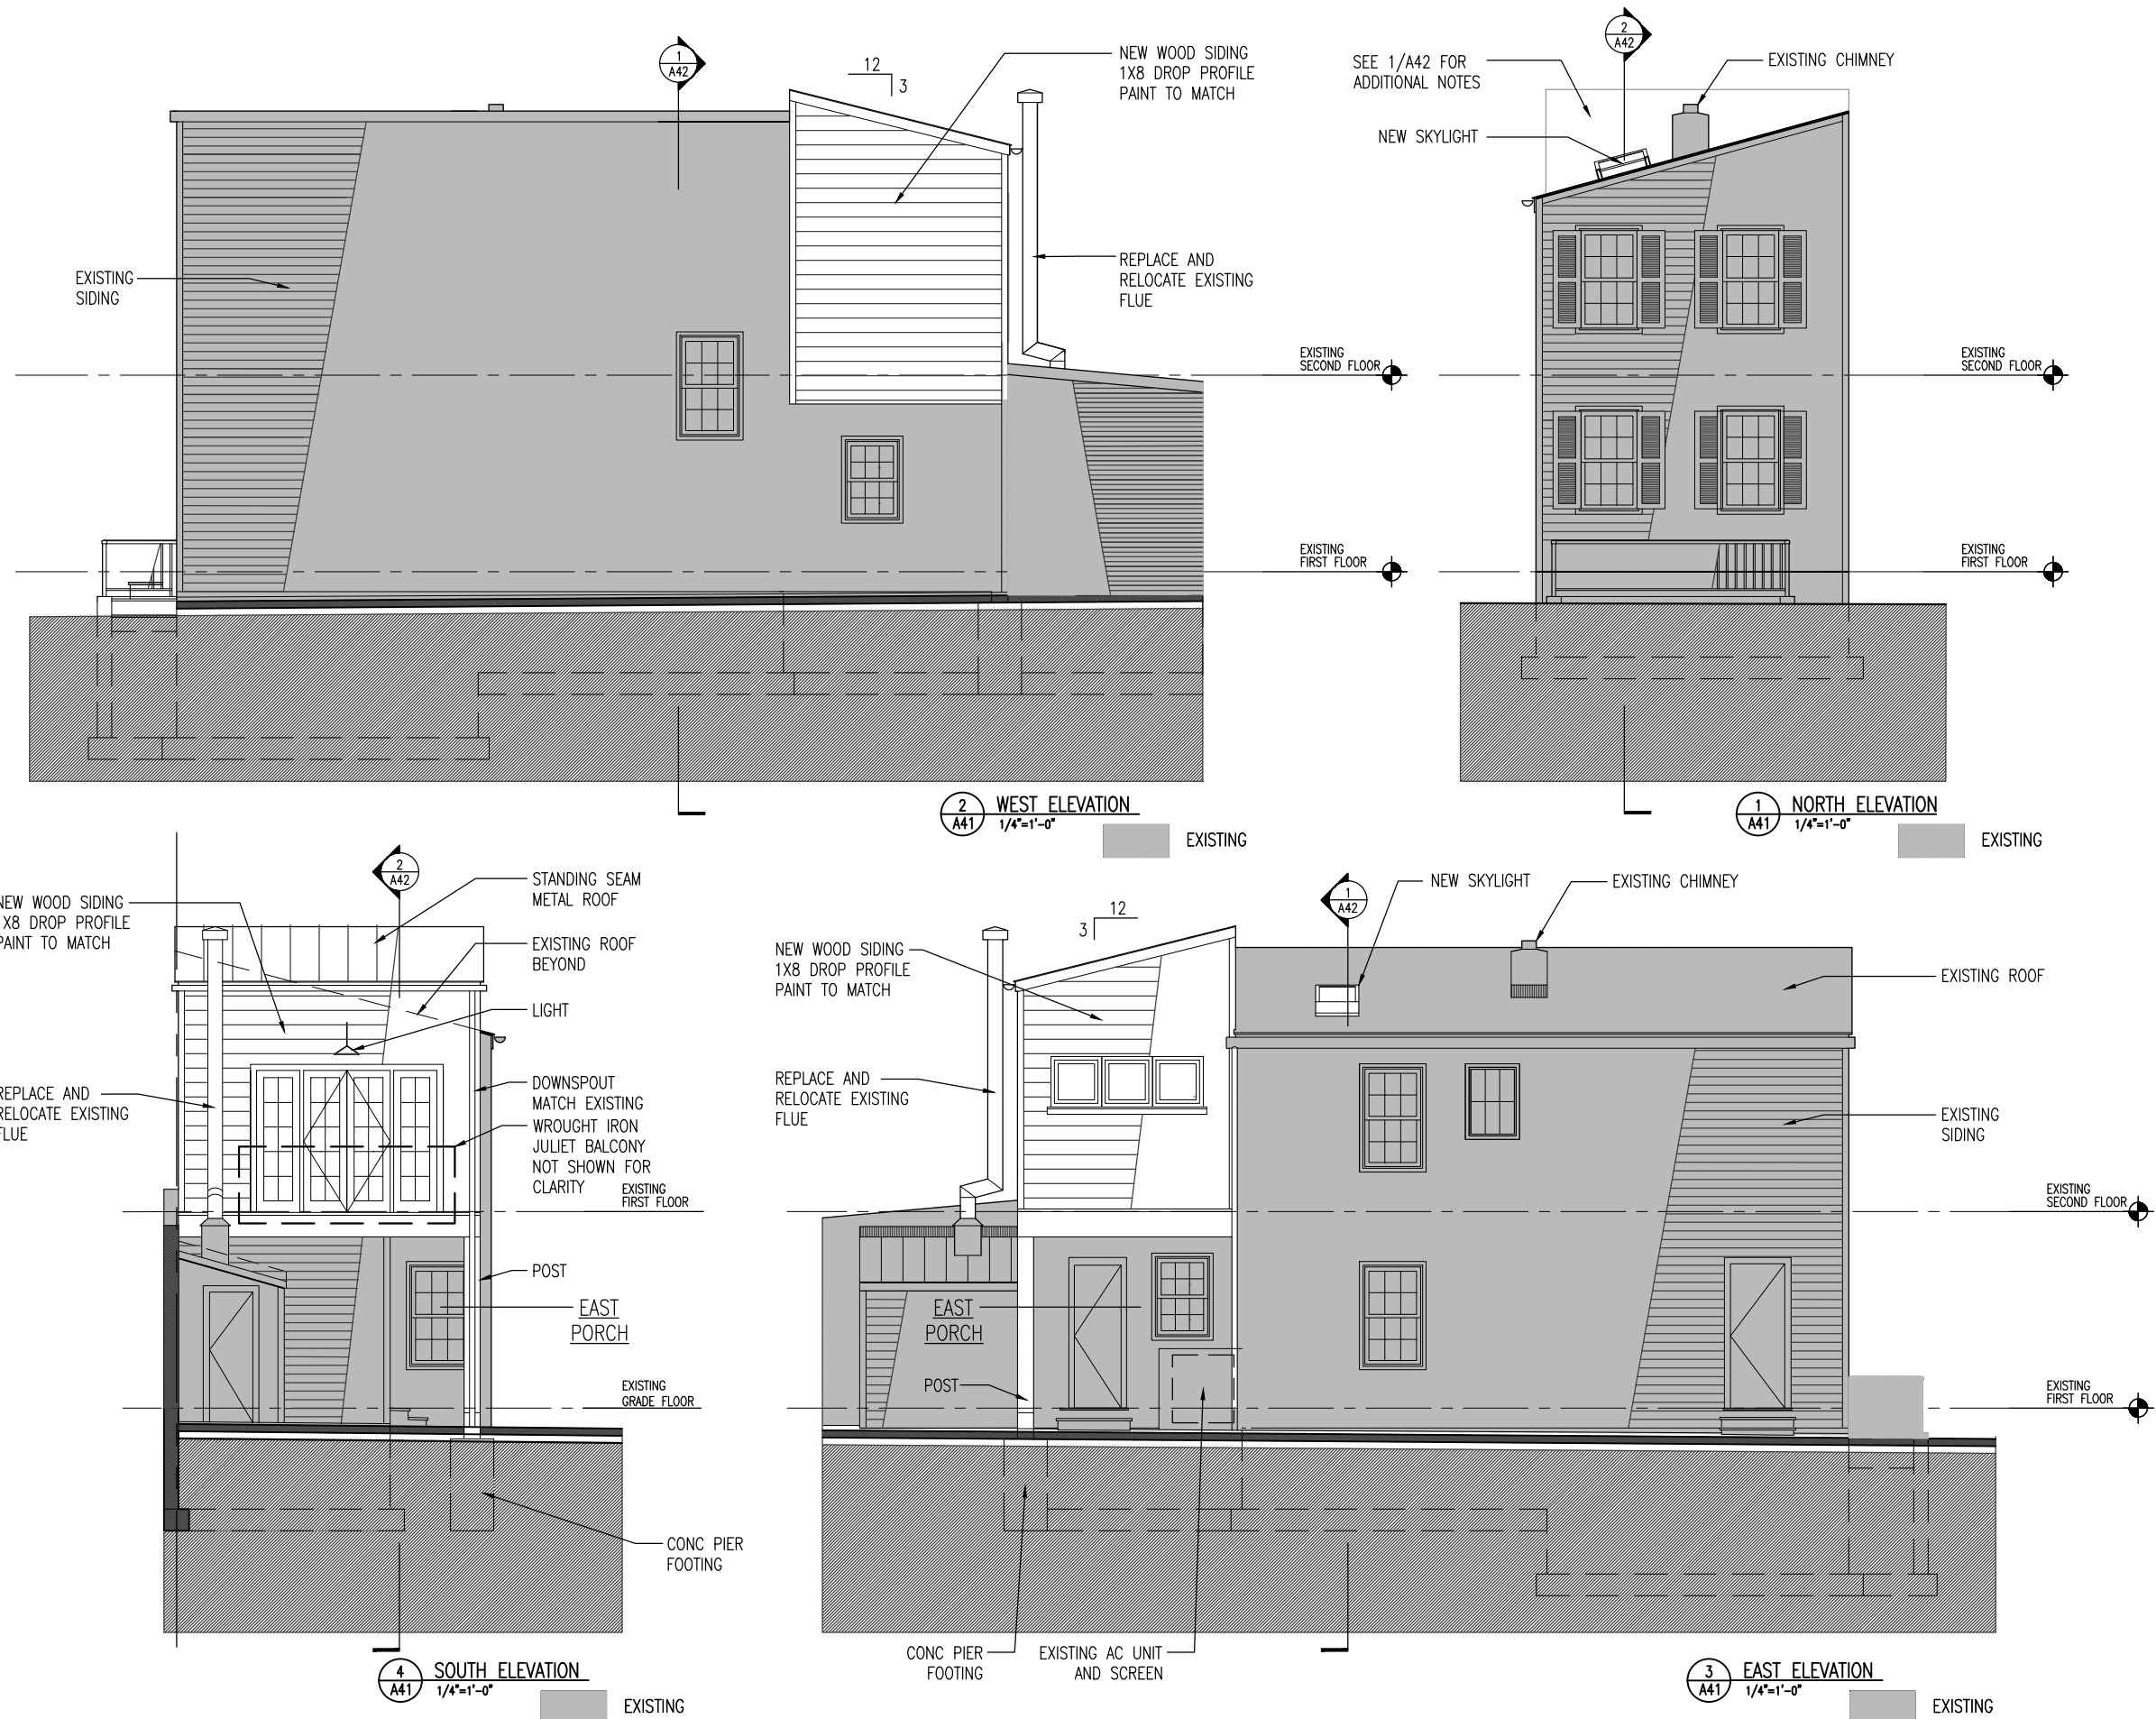 1
A42
12
3
NEW WOOD SIDING
1X8 DROP PROFILE
PAINT TO MATCH
EXISTING
SIDING
REPLACE AND
RELOCATE EXISTING
FLUE
EXISTING
SECOND FLOOR
EXISTING
FIRST FLOOR
2
A41
WEST ELEVATION
1/4"=1'-0"
EXISTING
2
A42
SEE 1/A42 FOR
ADDITIONAL NOTES
EXISTING CHIMNEY
NEW SKYLIGHT
EXISTING
SECOND FLOOR
EXISTING
FIRST FLOOR
1
A41
NORTH ELEVATION
1/4"=1'-0"
EXISTING
2
A42
NEW WOOD SIDING
X8 DROP PROFILE
PAINT TO MATCH
STANDING SEAM
METAL ROOF
EXISTING ROOF
BEYOND
LIGHT
REPLACE AND
RELOCATE EXISTING
FLUE
DOWNSPOUT
MATCH EXISTING
WROUGHT IRON
JULIET BALCONY
NOT SHOWN FOR
CLARITY
EXISTING
FIRST FLOOR
POST
EAST
PORCH
EXISTING
GRADE FLOOR
CONC PIER
FOOTING
4
A41
SOUTH ELEVATION
1/4"=1'-0"
EXISTING
12
3
1
A42
NEW SKYLIGHT
EXISTING CHIMNEY
NEW WOOD SIDING
1X8 DROP PROFILE
PAINT TO MATCH
EXISTING ROOF
REPLACE AND
RELOCATE EXISTING
FLUE
EXISTING
SIDING
EXISTING
SECOND FLOOR
EAST
PORCH
POST
EXISTING
FIRST FLOOR
CONC PIER
FOOTING
EXISTING AC UNIT
AND SCREEN
3
A41
EAST ELEVATION
1/4"=1'-0"
EXISTING